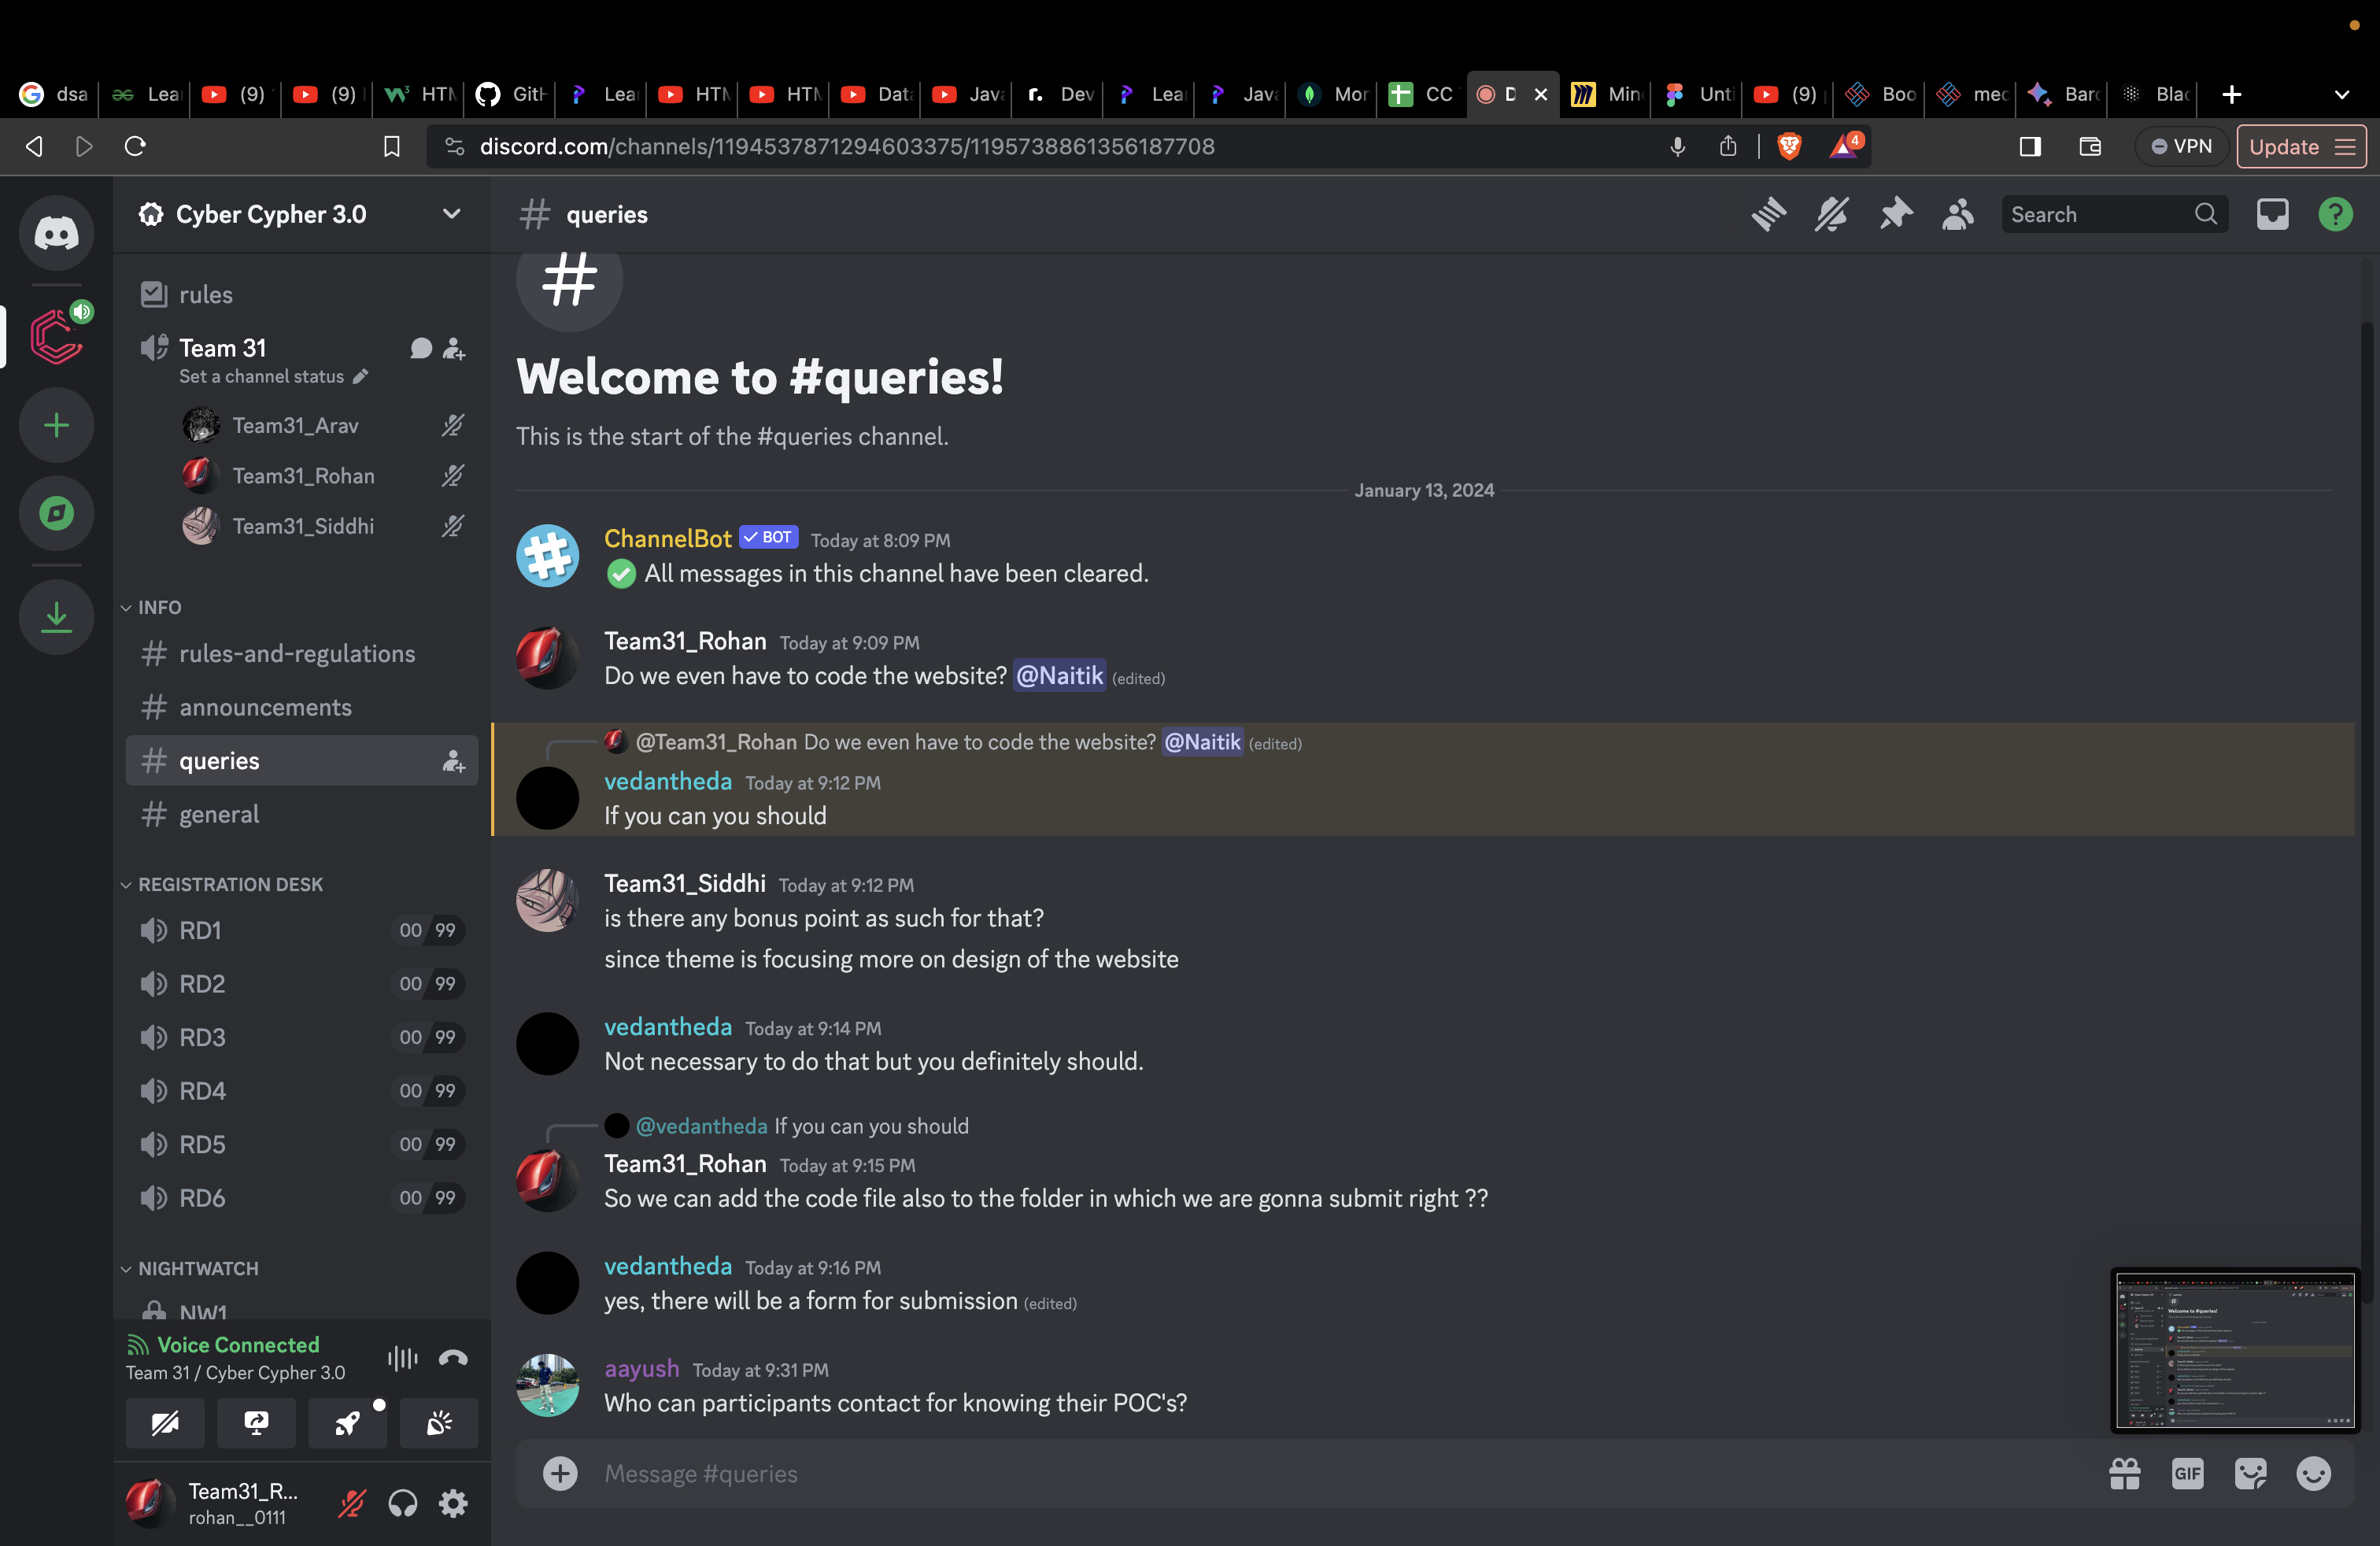 dsa
Lear
(9)
(9)
HTM
GitH
Lear
HTM
HTM
Data
Java
Dev
Lear
Java
Mon
CC
D
Min
Unti
(9)
Boo
med
Bard
Blac
discord.com/channels/1194537871294603375/1195738861356187708
4
VPN
Update
Cyber Cypher 3.0
queries
Search
rules
Team 31
Set a channel status
Team31_Arav
Team31_Rohan
Team31_Siddhi
INFO
rules-and-regulations
announcements
queries
general
REGISTRATION DESK
RD1 00 99
RD2 00 99
RD3 00 99
RD4 00 99
RD5 00 99
RD6 00 99
NIGHTWATCH
NW1
Voice Connected
Team 31 / Cyber Cypher 3.0
Team31_R...
rohan__0111
Welcome to #queries!
This is the start of the #queries channel.
January 13, 2024
ChannelBot BOT Today at 8:09 PM
All messages in this channel have been cleared.
Team31_Rohan Today at 9:09 PM
Do we even have to code the website? @Naitik (edited)
@Team31_Rohan Do we even have to code the website? @Naitik (edited)
vedantheda Today at 9:12 PM
If you can you should
Team31_Siddhi Today at 9:12 PM
is there any bonus point as such for that?
since theme is focusing more on design of the website
vedantheda Today at 9:14 PM
Not necessary to do that but you definitely should.
@vedantheda If you can you should
Team31_Rohan Today at 9:15 PM
So we can add the code file also to the folder in which we are gonna submit right ??
vedantheda Today at 9:16 PM
yes, there will be a form for submission (edited)
aayush Today at 9:31 PM
Who can participants contact for knowing their POC's?
Message #queries
GIF
Welcome to #queries!